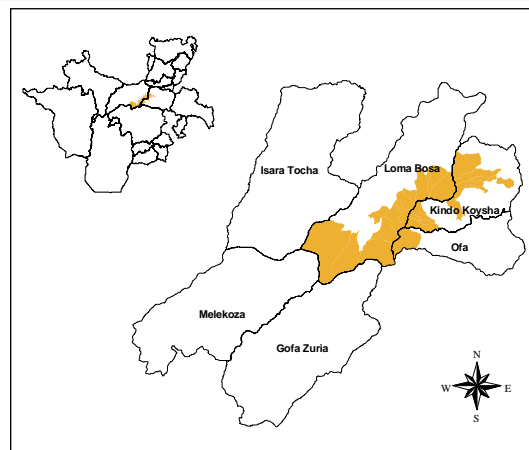 Isara Tocha
Loma Bosa
Kindo Koysha
Ofa
Melekoza
Gofa Zuria
N
W
E
S